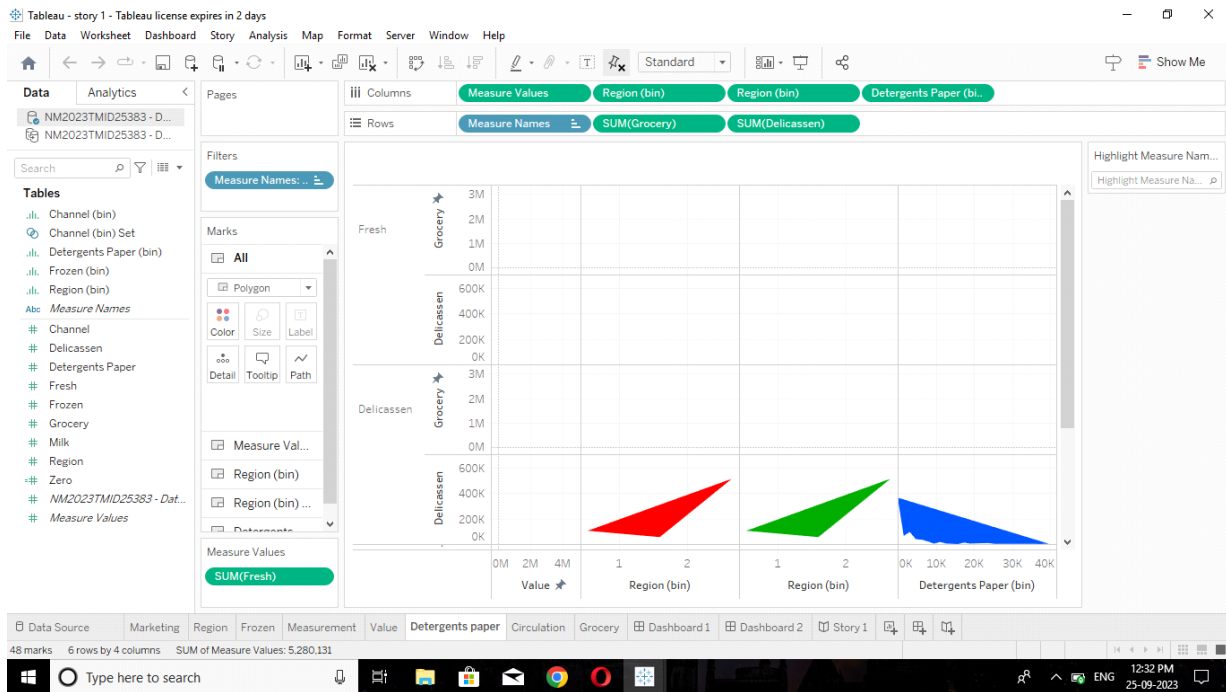 Tableau - story 1 - Tableau license expires in 2 days
File Data Worksheet Dashboard Story Analysis Map Format Server Window Help
Standard
Show Me
Data Analytics
NM2023TMID25383 - D...
NM2023TMID25383 - D...
Search
Tables
Channel (bin)
Channel (bin) Set
Detergents Paper (bin)
Frozen (bin)
Region (bin)
Abc Measure Names
Channel
Delicassen
Detergents Paper
Fresh
Frozen
Grocery
Milk
Region
Zero
NM2023TMID25383 - Dat...
Measure Values
Pages
Filters
Measure Names: ..
Marks
All
Polygon
Color Size Label
Detail Tooltip Path
Measure Val...
Region (bin)
Region (bin) ...
Detergents
Measure Values
SUM(Fresh)
Columns Measure Values Region (bin) Region (bin) Detergents Paper (bi..
Rows Measure Names SUM(Grocery) SUM(Delicassen)
Fresh
Grocery
3M
2M
1M
0M
Delicassen
600K
400K
200K
0K
Delicassen
Grocery
3M
2M
1M
0M
Delicassen
600K
400K
200K
0K
0M 2M 4M 1 2 1 2 0K 10K 20K 30K 40K
Value Region (bin) Region (bin) Detergents Paper (bin)
Highlight Measure Nam...
Highlight Measure Na...
Data Source Marketing Region Frozen Measurement Value Detergents paper Circulation Grocery Dashboard 1 Dashboard 2 Story 1
48 marks 6 rows by 4 columns SUM of Measure Values: 5,280,131
Type here to search
ENG
12:32 PM
25-09-2023